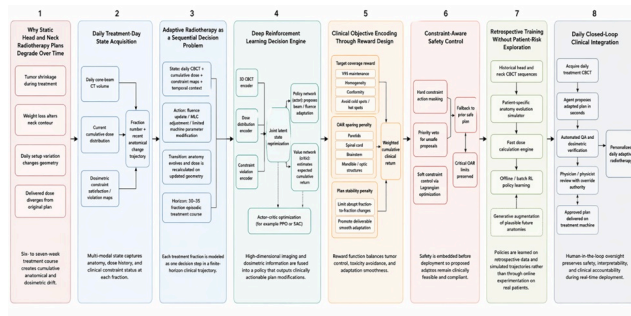 1
Why Static
Head and Neck
Radiotherapy Plans
Degrade Over Time
Tumor shrinkage
during treatment
Weight loss alters
neck contour
Daily setup variation
changes geometry
Delivered dose
diverges from
original plan
Six- to seven-week
treatment course
creates cumulative
anatomy and
dosimetric drift.
2
Daily Treatment-Day
State Acquisition
Daily cone-beam
CT volume
Current
cumulative dose
distribution
Dosimetric
constraint
satisfaction /
violation maps
Fraction number +
recent
anatomical
change
trajectory
Multi-modal state captures
anatomy, dose history, and
clinical constraint status at
each fraction.
3
Adaptive Radiotherapy as
a Sequential Decision
Problem
State: daily CBCT +
cumulative dose +
constraint maps +
temporal context
Action: fluence
update / MLC
adjustment / limited
machine parameter
modification
Transition: anatomy
evolves and dose is
recalculated on
updated geometry
Horizon: 30–35
fraction episodic
treatment course
Each treatment fraction is modeled
as one decision step in a finite-
horizon clinical trajectory.
4
Deep Reinforcement
Learning Decision Engine
3D CBCT
encoder
Dose
distribution
encoder
Constraint
violation encoder
Joint latent
state
optimization
Policy network
(actor) proposes
beam / fluence
adaptation
Value network
(critic)
estimates
expected
cumulative
return
Actor-critic optimization
(for example PPO or SAC)
High-dimensional imaging and
dosimetric information are fused
into a policy that outputs clinically
actionable plan modifications.
5
Clinical Objective Encoding
Through Reward Design
Target coverage reward
V95 maintenance
Homogeneity
Conformity
Avoid cold spots /
hot spots
OAR sparing penalty
Parotids
Spinal cord
Brainstem
Mandible / optic
structures
Plan stability penalty
Limit abrupt fraction-
to-fraction changes
Promote deliverable
smooth adaptation
Weighted
cumulative
clinical
return
Reward function balances tumor
control, toxicity avoidance, and
adaptation smoothness.
6
Constraint-Aware
Safety Control
Hard constraint
action masking
Priority veto for
unsafe proposals
Soft constraint
control via
Lagrangian
optimization
Fallback to
prior safe
plan
Critical OAR
limits
preserved
Safety is embedded before
deployment so proposed
adaptations remain clinically
feasible and compliant.
7
Retrospective Training
Without Patient-Risk
Exploration
Historical head and
neck CBCT sequences
Patient-specific
anatomy evolution
simulator
Fast dose
calculation engine
Offline / batch RL
policy learning
Generative augmentation
of plausible future
anatomies
Policies are learned on
retrospective data and
simulated trajectories rather
than through online
experimentation on
real patients.
8
Daily Closed-Loop
Clinical Integration
Acquire daily
treatment CBCT
Agent proposes
adapted plan in
seconds
Automated QA and
dosimetric
verification
Physician / physicist
review with override
authority
Approved plan
delivered on
treatment machine
Personalized
daily adaptive
radiotherapy
Human-in-the-loop oversight
preserves safety, interpretability,
and clinical accountability
during real-time deployment.